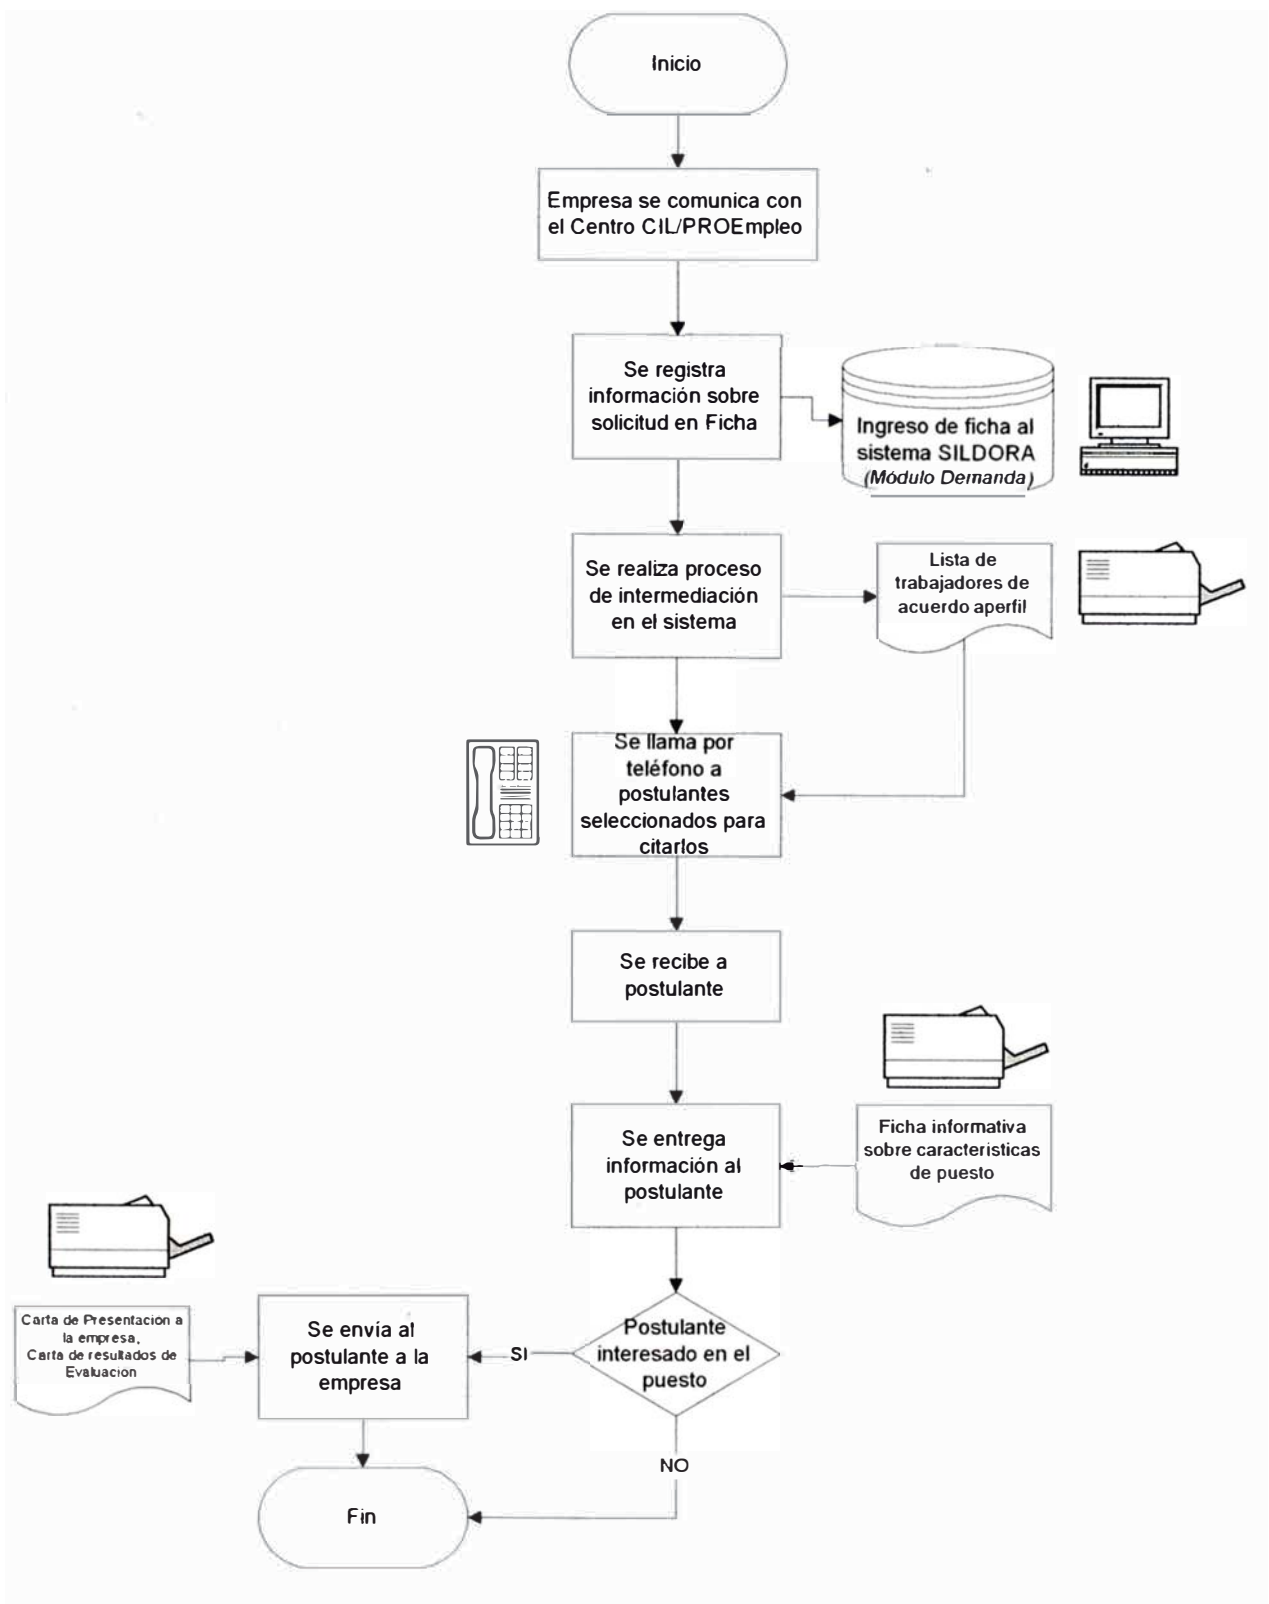 Inicio
Empresa se comunica con
el Centro CIL/PROEmpleo
Se registra
información sobre
solicitud en Ficha
Ingreso de ficha al
sistema SILDORA
(Módulo Demanda)
Se realiza proceso
de intermediación
en el sistema
Lista de
trabajadores de
acuerdo aperfil
Se llama por
teléfono a
postulantes
seleccionados para
citarlos
Se recibe a
postulante
Se entrega
información al
postulante
Ficha informativa
sobre caracteristicas
de puesto
Carta de Presentacion a
la empresa,
Carta de resultados de
Evaluación
Se envía al
postulante a la
empresa
SI
Postulante
interesado en el
puesto
NO
Fin